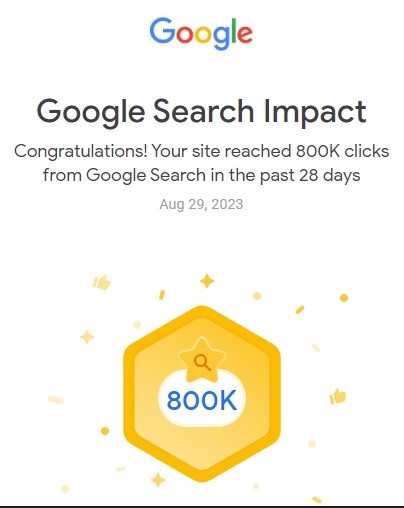 Google
Google Search Impact
Congratulations! Your site reached 800K clicks
from Google Search in the past 28 days
Aug 29, 2023
800K